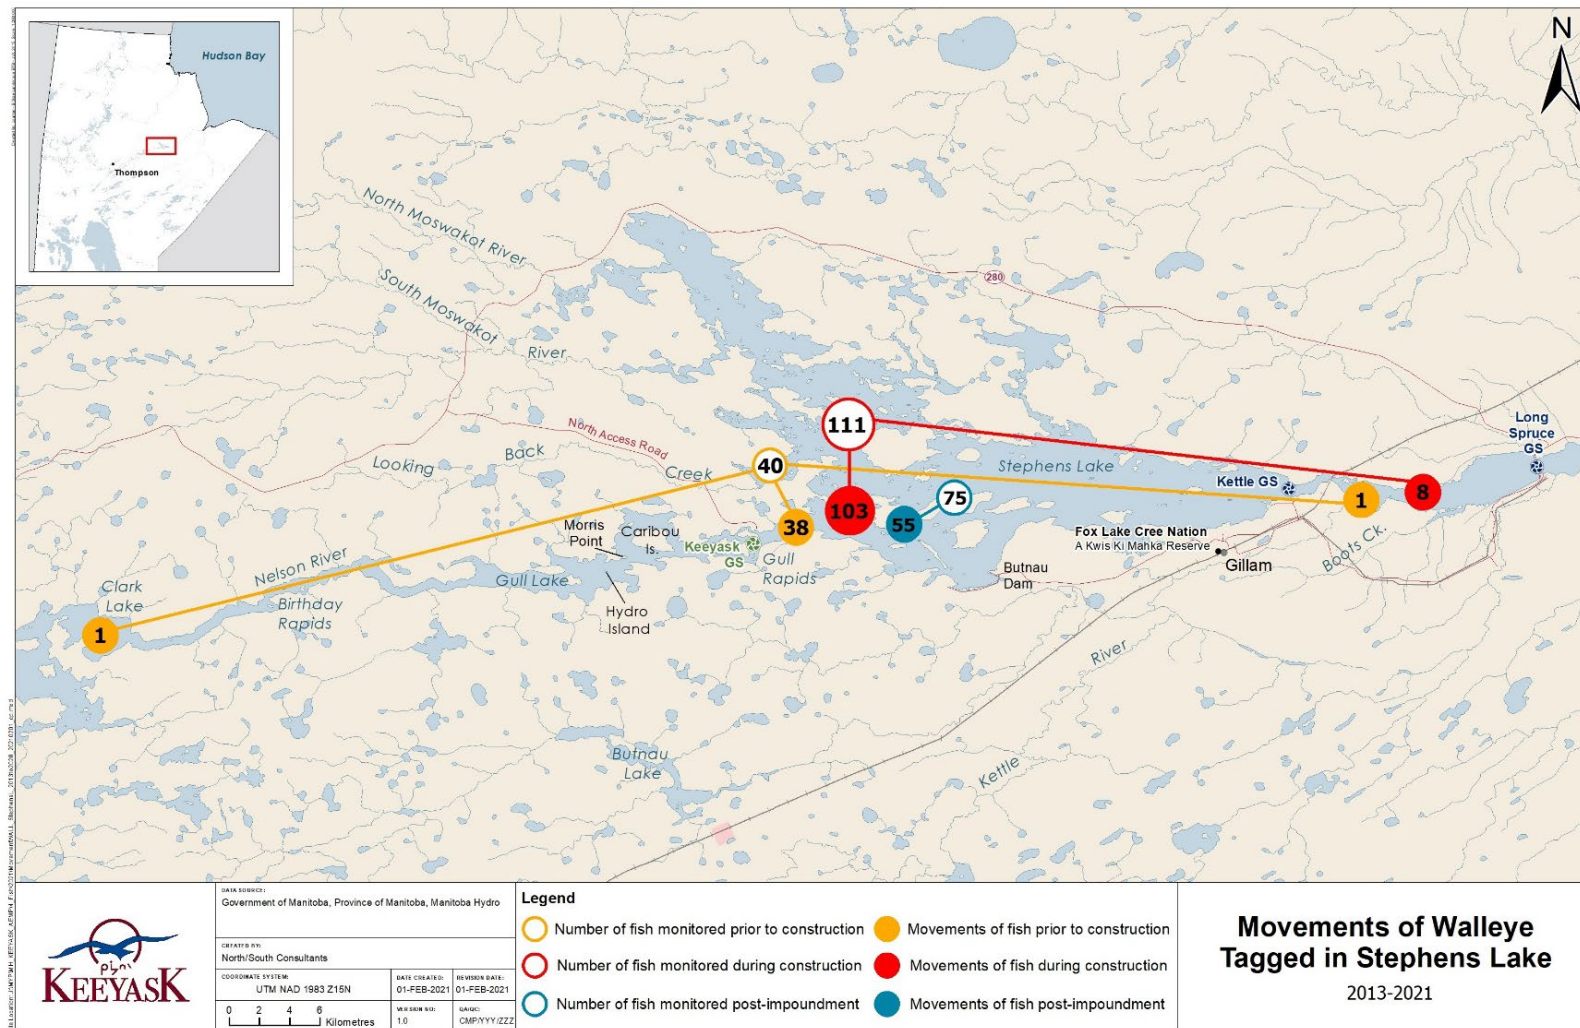 Hudson Bay
Thompson
N
North Moswakot River
South Moswakot
River
280
North Access Road
Looking
Back
Creek
111
40
Stephens Lake
Long
Spruce
GS
Kettle GS
75
103
55
38
1
8
Morris
Point
Caribou
Is.
Keeyask
GS
Gull
Rapids
Fox Lake Cree Nation
A Kwis Ki Mahka Reserve
Gillam
Boots Ck.
Butnau
Dam
Nelson River
Gull Lake
Clark
Lake
Birthday
Rapids
Hydro
Island
1
River
Kettle
Butnau
Lake
KEEYASK
DATA SOURCE:
Government of Manitoba, Province of Manitoba, Manitoba Hydro
CREATED BY:
North/South Consultants
COORDINATE SYSTEM:
UTM NAD 1983 Z15N
DATE CREATED:
01-FEB-2021
REVISION DATE:
01-FEB-2021
0 2 4 6
Kilometres
VERSION NO:
1.0
QA/QC:
CMP/YYY/ZZZ
Legend
Number of fish monitored prior to construction
Movements of fish prior to construction
Number of fish monitored during construction
Movements of fish during construction
Number of fish monitored post-impoundment
Movements of fish post-impoundment
Movements of Walleye
Tagged in Stephens Lake
2013-2021